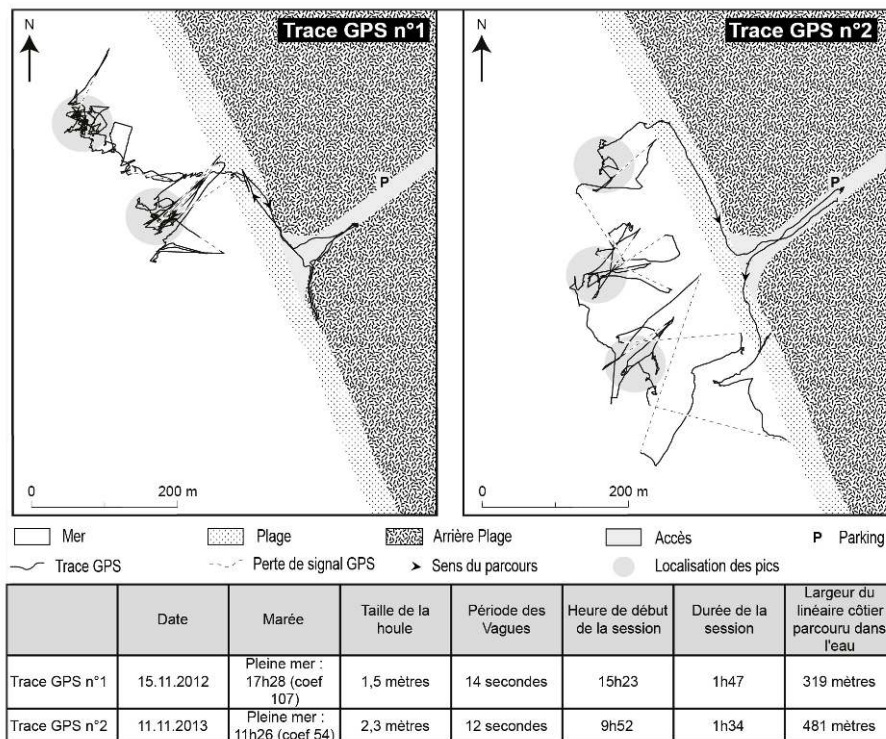 Trace GPS n°1
N
P
0 200 m
Trace GPS n°2
N
P
0 200 m
Mer Plage Arrière Plage Accès P Parking
Trace GPS Perte de signal GPS Sens du parcours Localisation des pics
Date
Marée
Taille de la
houle
Période des
Vagues
Heure de début
de la session
Durée de la
session
Largeur du
linéaire côtier
parcouru dans
l'eau
Trace GPS n°1
15.11.2012
Pleine mer :
17h28 (coef
107)
1,5 mètres
14 secondes
15h23
1h47
319 mètres
Trace GPS n°2
11.11.2013
Pleine mer :
11h26 (coef 54)
2,3 mètres
12 secondes
9h52
1h34
481 mètres